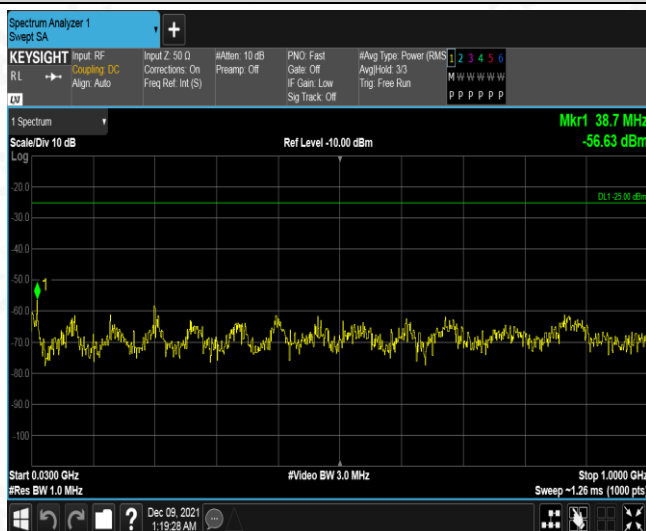 Spectrum Analyzer 1
Swept SA
+
KEYSIGHT
RL
LXI
Input: RF
Coupling: DC
Align: Auto
Input Z: 50 Ω
Corrections: On
Freq Ref: Int (S)
#Atten: 10 dB
Preamp: Off
PNO: Fast
Gate: Off
IF Gain: Low
Sig Track: Off
#Avg Type: Power (RMS
Avg|Hold: 3/3
Trig: Free Run
1 2 3 4 5 6
M W W W W W
P P P P P P
1 Spectrum
Mkr1 38.7 MHz
-56.63 dBm
Scale/Div 10 dB
Ref Level -10.00 dBm
Log
-20.0
DL1 -25.00 dBm
-30.0
-40.0
-50.0
1
-60.0
-70.0
-80.0
-90.0
-100
Start 0.0300 GHz
#Video BW 3.0 MHz
Stop 1.0000 GHz
#Res BW 1.0 MHz
Sweep ~1.26 ms (1000 pts)
?
Dec 09, 2021
1:19:28 AM